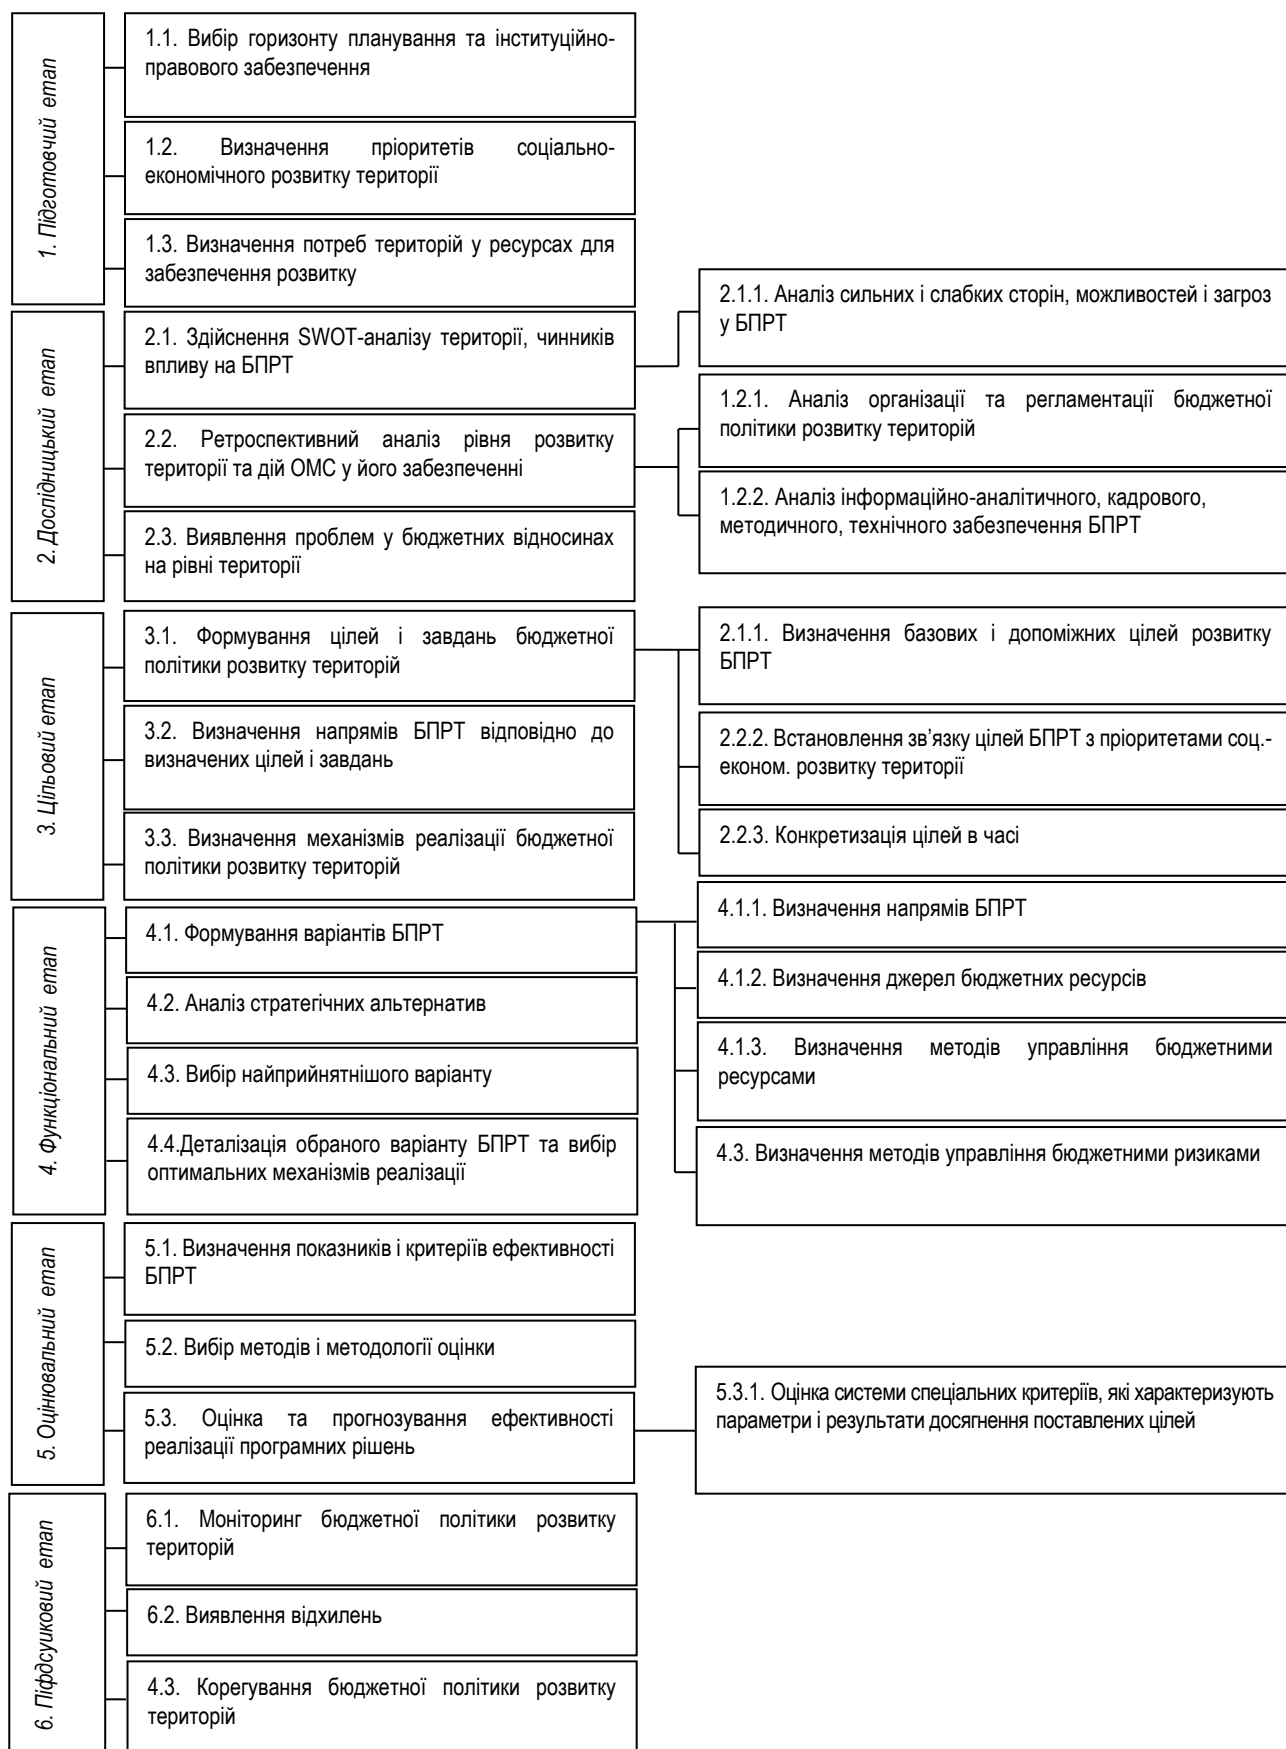 1. Підготовчий етап
1.1. Вибір горизонту планування та інституційно-
правового забезпечення
1.2. Визначення пріоритетів соціально-
економічного розвитку території
1.3. Визначення потреб територій у ресурсах для
забезпечення розвитку
2. Дослідницький етап
2.1. Здійснення SWOT-аналізу території, чинників
впливу на БПРТ
2.1.1. Аналіз сильних і слабких сторін, можливостей і загроз
у БПРТ
2.2. Ретроспективний аналіз рівня розвитку
території та дій ОМС у його забезпеченні
1.2.1. Аналіз організації та регламентації бюджетної
політики розвитку територій
1.2.2. Аналіз інформаційно-аналітичного, кадрового,
методичного, технічного забезпечення БПРТ
2.3. Виявлення проблем у бюджетних відносинах
на рівні території
3. Цільовий етап
3.1. Формування цілей і завдань бюджетної
політики розвитку територій
2.1.1. Визначення базових і допоміжних цілей розвитку
БПРТ
2.2.2. Встановлення зв’язку цілей БПРТ з пріоритетами соц.-
економ. розвитку території
2.2.3. Конкретизація цілей в часі
3.2. Визначення напрямів БПРТ відповідно до
визначених цілей і завдань
3.3. Визначення механізмів реалізації бюджетної
політики розвитку територій
4. Функціональний етап
4.1. Формування варіантів БПРТ
4.1.1. Визначення напрямів БПРТ
4.1.2. Визначення джерел бюджетних ресурсів
4.1.3. Визначення методів управління бюджетними
ресурсами
4.3. Визначення методів управління бюджетними ризиками
4.2. Аналіз стратегічних альтернатив
4.3. Вибір найприйнятнішого варіанту
4.4.Деталізація обраного варіанту БПРТ та вибір
оптимальних механізмів реалізації
5. Оцінювальний етап
5.1. Визначення показників і критеріїв ефективності
БПРТ
5.2. Вибір методів і методології оцінки
5.3. Оцінка та прогнозування ефективності
реалізації програмних рішень
5.3.1. Оцінка системи спеціальних критеріїв, які характеризують
параметри і результати досягнення поставлених цілей
6. Піфдсуиковий етап
6.1. Моніторинг бюджетної політики розвитку
територій
6.2. Виявлення відхилень
4.3. Корегування бюджетної політики розвитку
територій